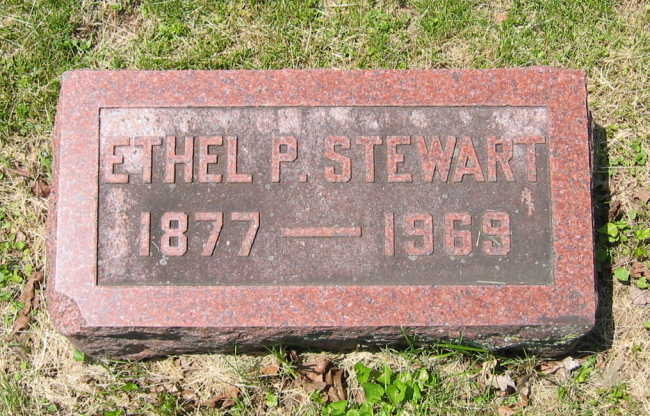 ETHEL P. STEWART
1877 — 1969